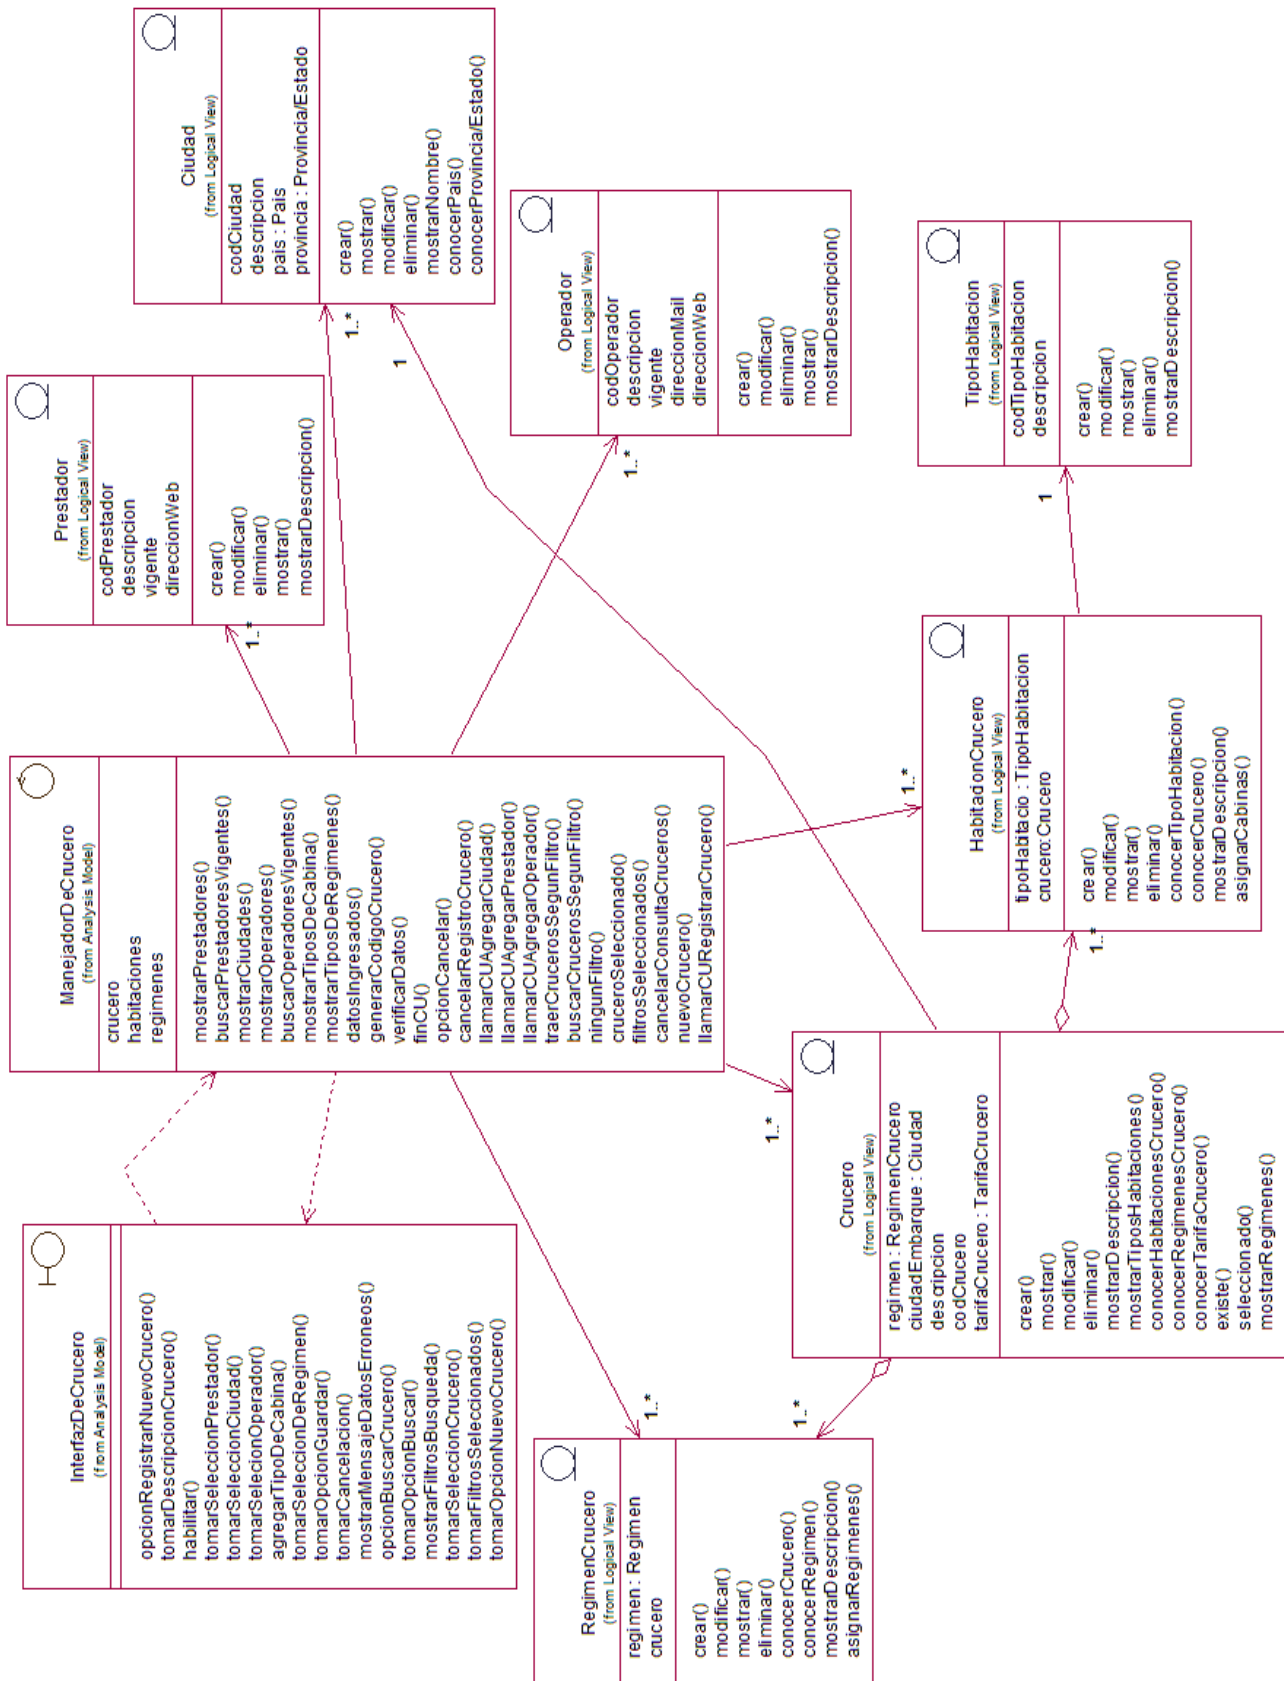 InterfazDeCrucero
(from Analysis Model)
opcionRegistrarNuevoCrucero()
tomarDescripcionCrucero()
habilitar()
tomarSeleccionPrestador()
tomarSeleccionCiudad()
tomarSelecionOperador()
agregarTipoDeCabina()
tomarSeleccionDeRegimen()
tomarOpcionGuardar()
tomarCancelacion()
mostrarMensajeDatosErroneos()
opcionBuscarCrucero()
tomarOpcionBuscar()
mostrarFiltrosBusqueda()
tomarSeleccionCrucero()
tomarFiltrosSeleccionados()
tomarOpcionNuevoCrucero()
ManejadorDeCrucero
(from Analysis Model)
crucero
habitaciones
regimenes
mostrarPrestadores()
buscarPrestadoresVigentes()
mostrarCiudades()
mostrarOperadores()
buscarOperadoresVigentes()
mostrarTiposDeCabina()
mostrarTiposDeRegimenes()
datosIngresados()
generarCodigoCrucero()
verificarDatos()
finCU()
opcionCancelar()
cancelarRegistroCrucero()
llamarCUAgregarCiudad()
llamarCUAgregarPrestador()
llamarCUAgregarOperador()
traerCrucerosSegunFiltro()
buscarCrucerosSegunFiltro()
ningunFiltro()
cruceroSeleccionado()
filtrosSeleccionados()
cancelarConsultaCruceros()
nuevoCrucero()
llamarCURegistrarCrucero()
Prestador
(from Logical View)
codPrestador
descripcion
vigente
direccionWeb
crear()
modificar()
eliminar()
mostrar()
mostrarDescripcion()
1..*
Ciudad
(from Logical View)
codCiudad
descripcion
pais : Pais
provincia : Provincia/Estado
crear()
mostrar()
modificar()
eliminar()
mostrarNombre()
conocerPais()
conocerProvincia/Estado()
1..*
1
Operador
(from Logical View)
codOperador
descripcion
vigente
direccionMail
direccionWeb
crear()
modificar()
eliminar()
mostrar()
mostrarDescripcion()
1..*
RegimenCrucero
(from Logical View)
regimen : Regimen
crucero
crear()
modificar()
mostrar()
eliminar()
conocerCrucero()
conocerRegimen()
mostrarDescripcion()
asignarRegimenes()
1..*
1..*
Crucero
(from Logical View)
regimen : RegimenCrucero
ciudadEmbarque : Ciudad
descripcion
codCrucero
tarifaCrucero : TarifaCrucero
crear()
mostrar()
modificar()
eliminar()
mostrarDescripcion()
mostrarTiposHabitaciones()
conocerHabitacionesCrucero()
conocerRegimenesCrucero()
conocerTarifaCrucero()
existe()
seleccionado()
mostrarRegimenes()
1..*
HabitacionCrucero
(from Logical View)
tipoHabitacio : TipoHabitacion
crucero:Crucero
crear()
modificar()
mostrar()
eliminar()
conocerTipoHabitacion()
conocerCrucero()
mostrarDescripcion()
asignarCabinas()
1..*
1..*
TipoHabitacion
(from Logical View)
codTipoHabitacion
descripcion
crear()
modificar()
mostrar()
eliminar()
mostrarDescripcion()
1